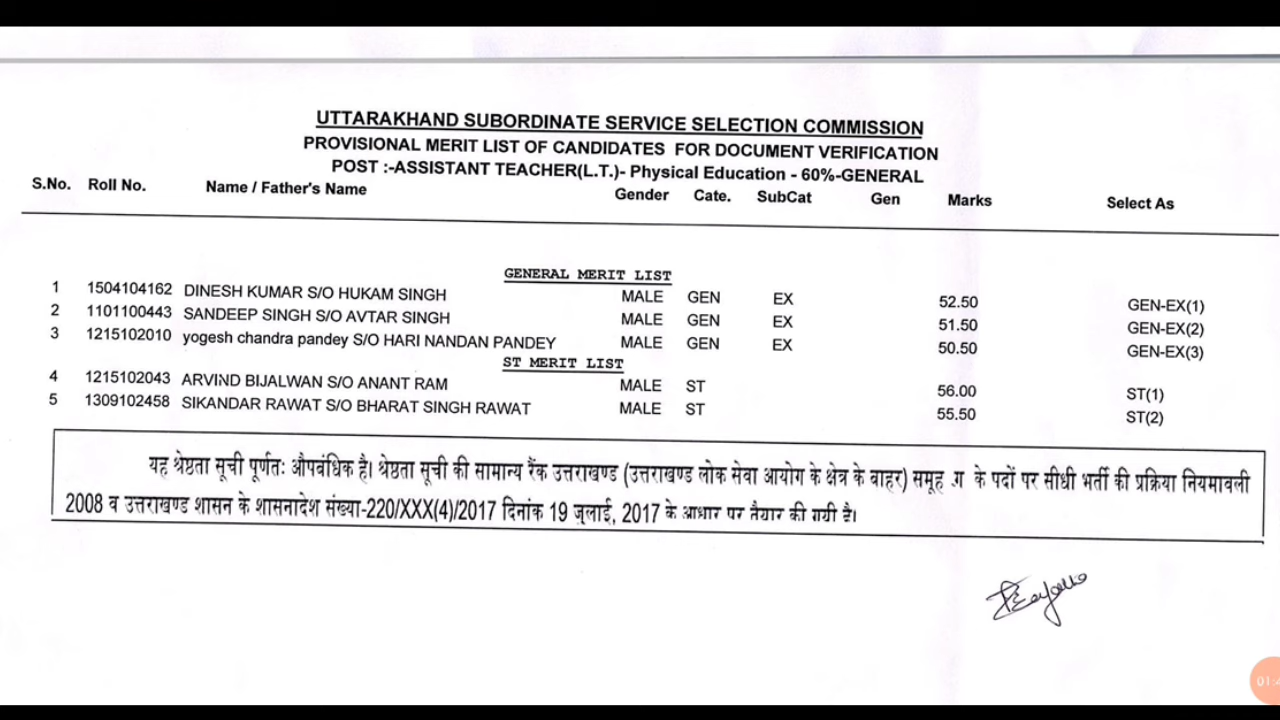 UTTARAKHAND SUBORDINATE SERVICE SELECTION COMMISSION
PROVISIONAL MERIT LIST OF CANDIDATES FOR DOCUMENT VERIFICATION
POST :-ASSISTANT TEACHER(L.T.)- Physical Education - 60%-GENERAL
S.No. Roll No. Name / Father's Name Gender Cate. SubCat Gen Marks Select As
GENERAL MERIT LIST
1 1504104162 DINESH KUMAR S/O HUKAM SINGH MALE GEN EX 52.50 GEN-EX(1)
2 1101100443 SANDEEP SINGH S/O AVTAR SINGH MALE GEN EX 51.50 GEN-EX(2)
3 1215102010 yogesh chandra pandey S/O HARI NANDAN PANDEY MALE GEN EX 50.50 GEN-EX(3)
ST MERIT LIST
4 1215102043 ARVIND BIJALWAN S/O ANANT RAM MALE ST 56.00 ST(1)
5 1309102458 SIKANDAR RAWAT S/O BHARAT SINGH RAWAT MALE ST 55.50 ST(2)
यह श्रेष्ठता सूची पूर्णतः औपबंधिक है। श्रेष्ठता सूची की सामान्य रैंक उत्तराखण्ड (उत्तराखण्ड लोक सेवा आयोग के क्षेत्र के बाहर) समूह ग के पदों पर सीधी भर्ती की प्रक्रिया नियमावली
2008 व उत्तराखण्ड शासन के शासनादेश संख्या-220/XXX(4)/2017 दिनांक 19 जुलाई, 2017 के आधार पर तैयार की गयी है।